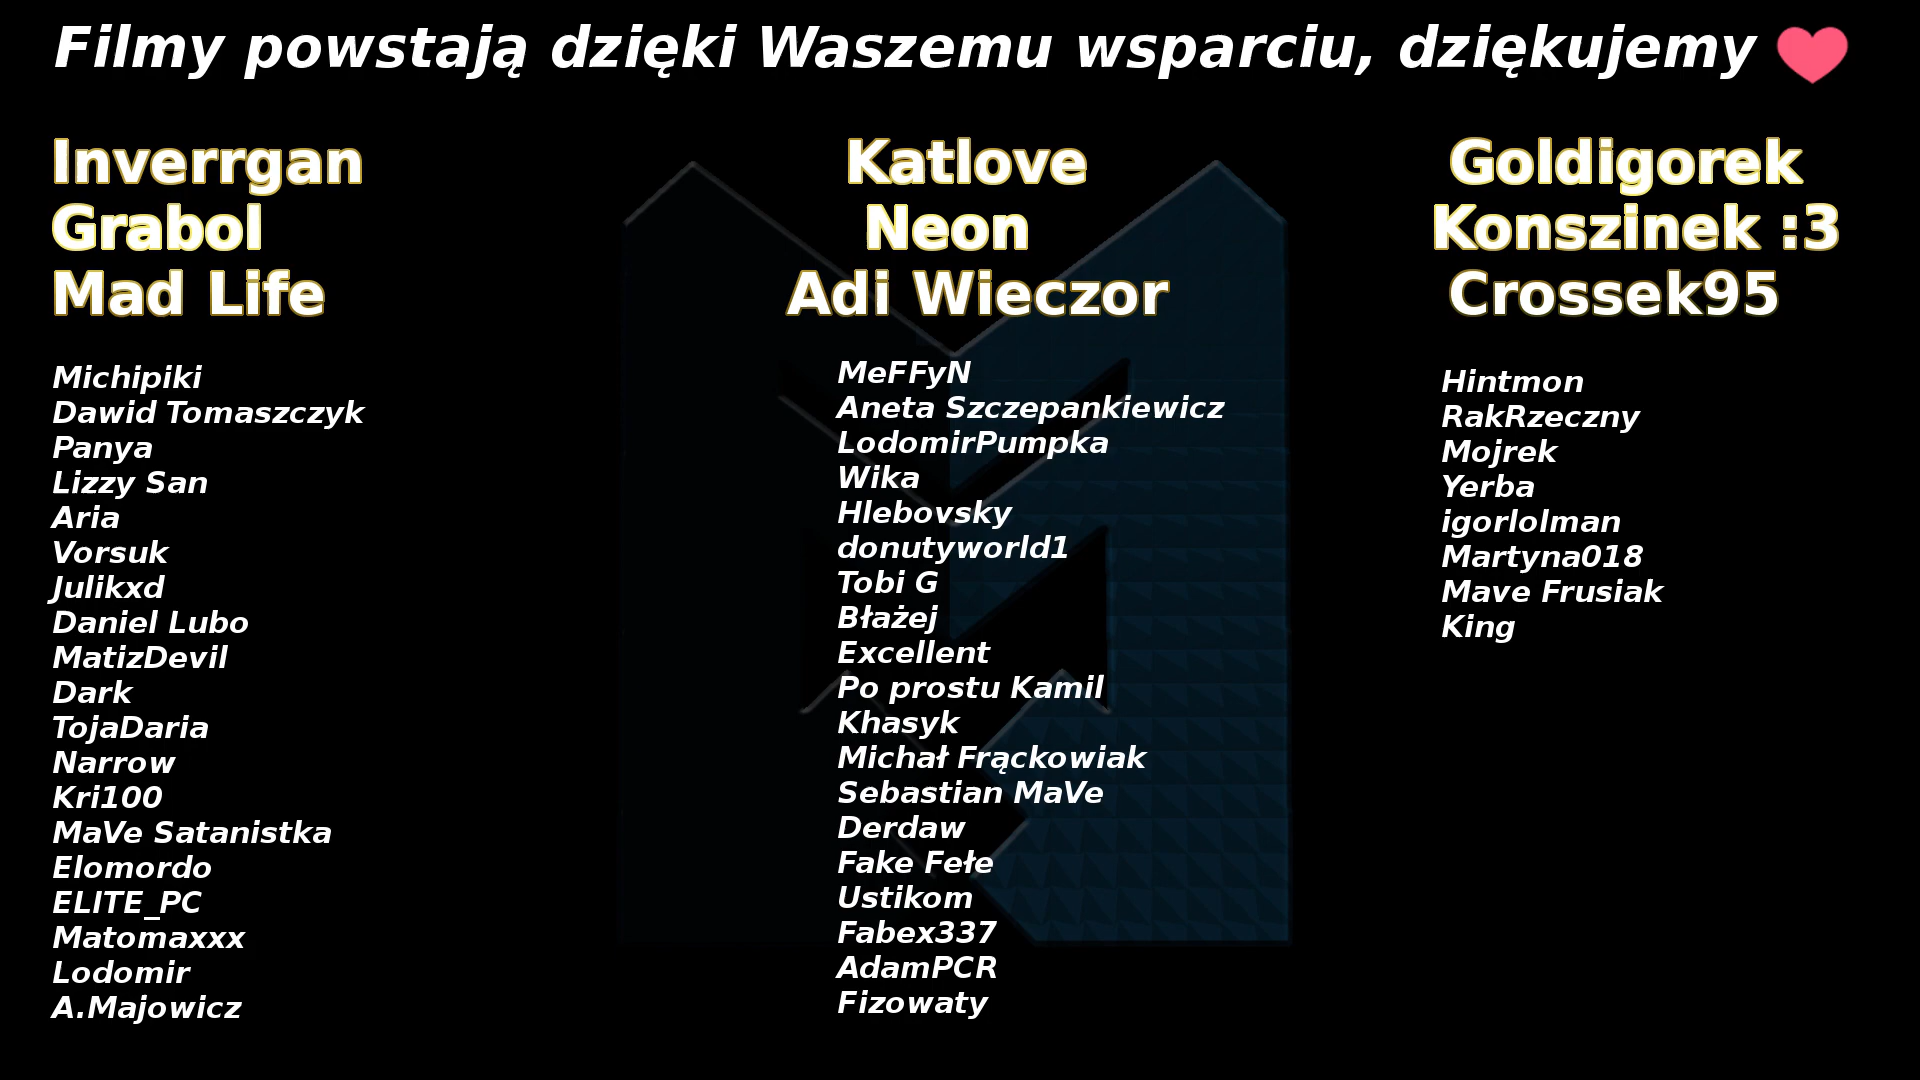 Filmy powstają dzięki Waszemu wsparciu, dziękujemy
Inverrgan
Grabol
Mad Life
Katlove
Neon
Adi Wieczor
Goldigorek
Konszinek :3
Crossek95
Michipiki
Dawid Tomaszczyk
Panya
Lizzy San
Aria
Vorsuk
Julikxd
Daniel Lubo
MatizDevil
Dark
TojaDaria
Narrow
Kri100
MaVe Satanistka
Elomordo
ELITE_PC
Matomaxxx
Lodomir
A.Majowicz
MeFFyN
Aneta Szczepankiewicz
LodomirPumpka
Wika
Hlebovsky
donutyworld1
Tobi G
Błażej
Excellent
Po prostu Kamil
Khasyk
Michał Frąckowiak
Sebastian MaVe
Derdaw
Fake Fełe
Ustikom
Fabex337
AdamPCR
Fizowaty
Hintmon
RakRzeczny
Mojrek
Yerba
igorlolman
Martyna018
Mave Frusiak
King